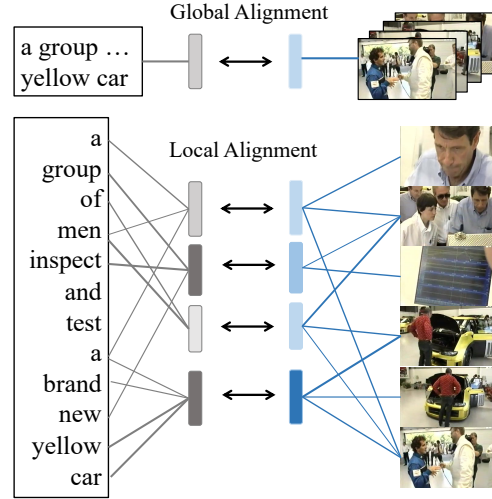 Global Alignment
a group ...
yellow car
Local Alignment
a
group
of
men
inspect
and
test
a
brand
new
yellow
car